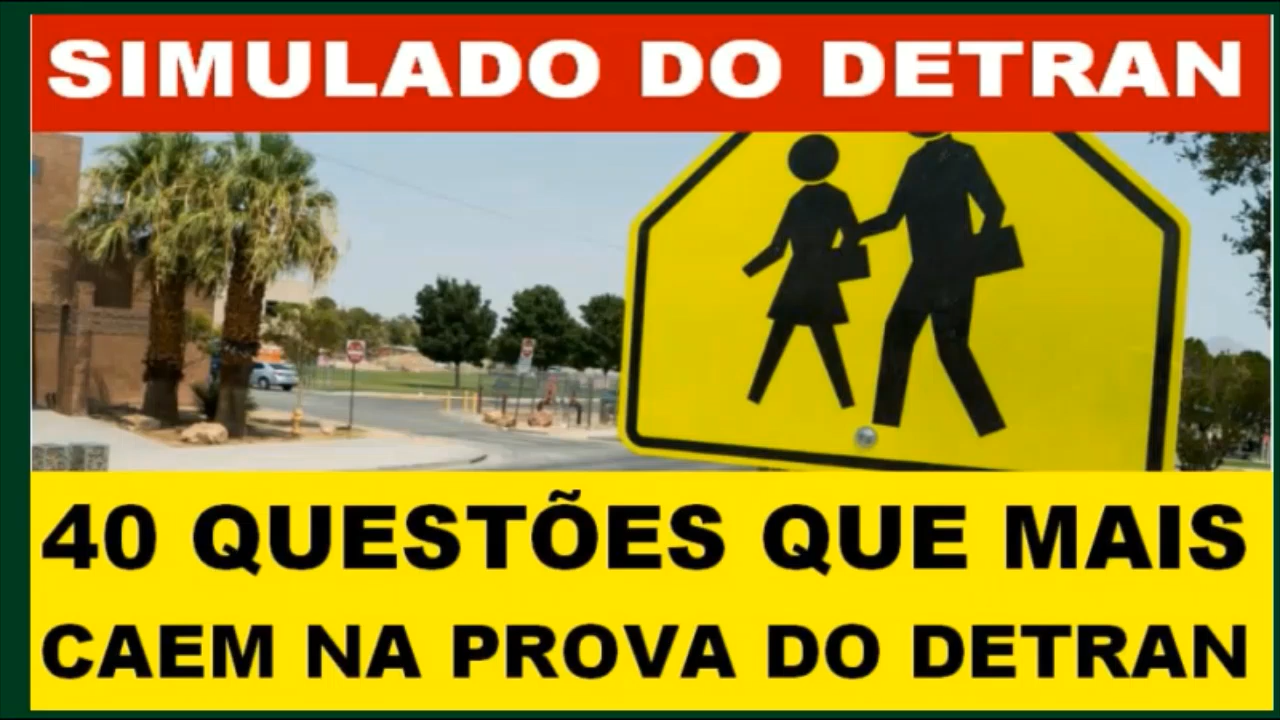 SIMULADO DO DETRAN
40 QUESTÕES QUE MAIS
CAEM NA PROVA DO DETRAN